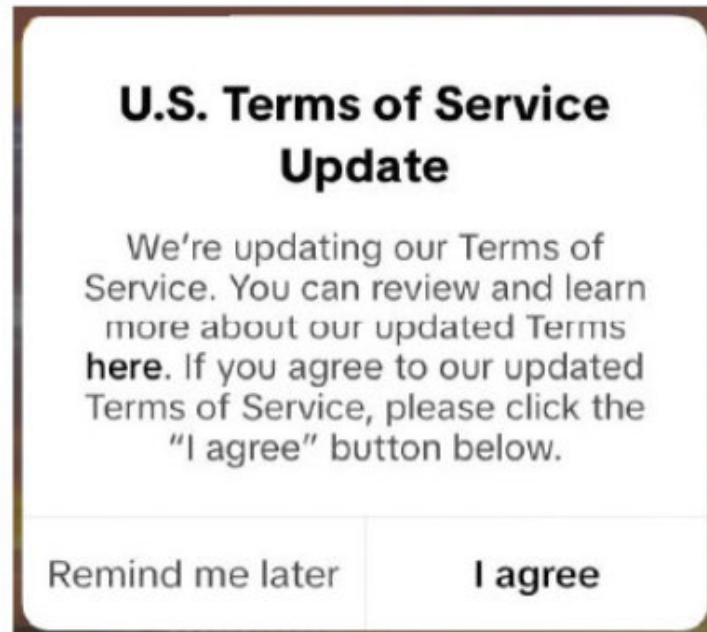 U.S. Terms of Service
Update
We're updating our Terms of
Service. You can review and learn
more about our updated Terms
here. If you agree to our updated
Terms of Service, please click the
“I agree” button below.
Remind me later
I agree